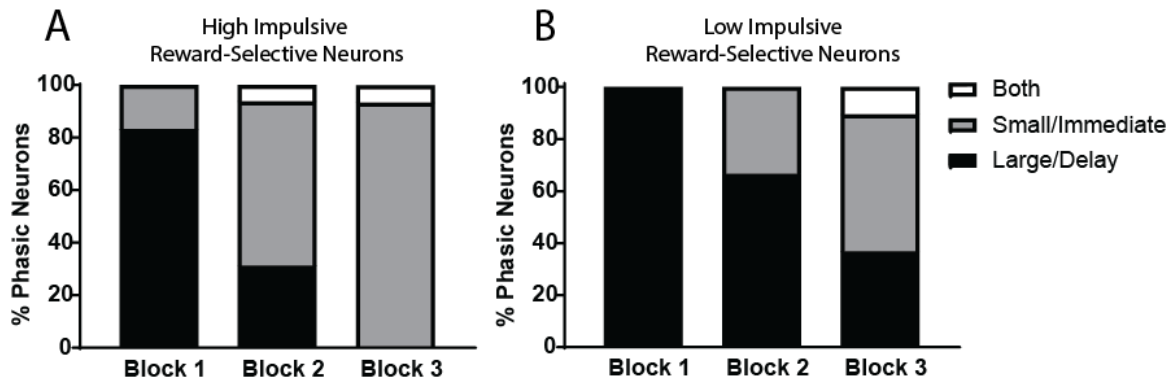 A
High Impulsive
Reward-Selective Neurons
% Phasic Neurons
100
80
60
40
20
0
Block 1 Block 2 Block 3
B
Low Impulsive
Reward-Selective Neurons
% Phasic Neurons
100
80
60
40
20
0
Block 1 Block 2 Block 3
Both
Small/Immediate
Large/Delay